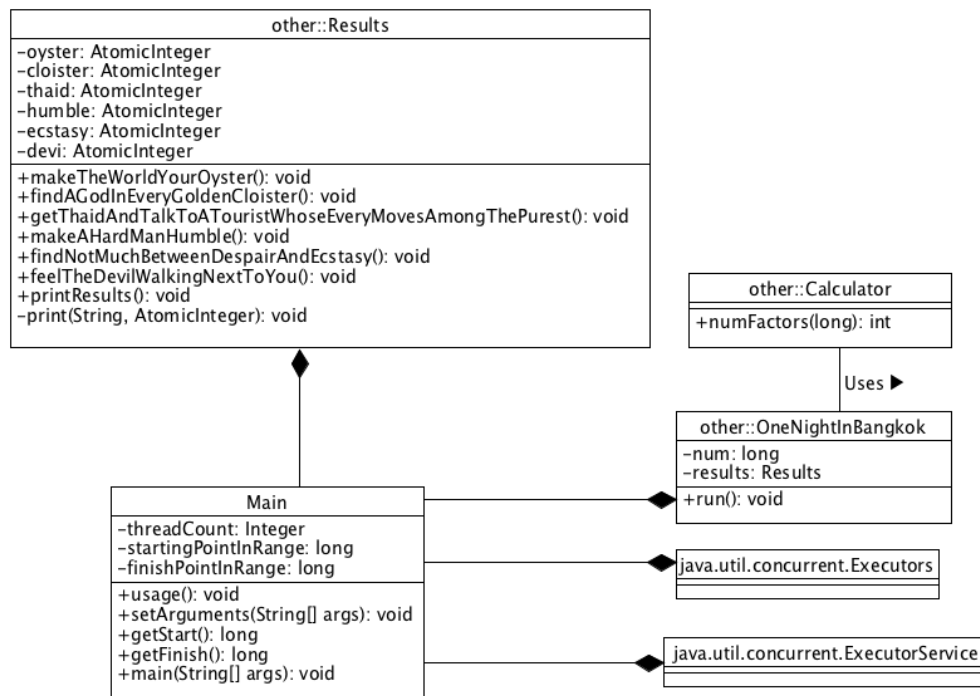 other::Results
-oyster: AtomicInteger
-cloister: AtomicInteger
-thaid: AtomicInteger
-humble: AtomicInteger
-ecstasy: AtomicInteger
-devi: AtomicInteger
+makeTheWorldYourOyster(): void
+findAGodInEveryGoldenCloister(): void
+getThaidAndTalkToATouristWhoseEveryMovesAmongThePurest(): void
+makeAHardManHumble(): void
+findNotMuchBetweenDespairAndEcstasy(): void
+feelTheDevilWalkingNextToYou(): void
+printResults(): void
-print(String, AtomicInteger): void
other::Calculator
+numFactors(long): int
Uses ▶
other::OneNightInBangkok
-num: long
-results: Results
+run(): void
Main
-threadCount: Integer
-startingPointInRange: long
-finishPointInRange: long
+usage(): void
+setArguments(String[] args): void
+getStart(): long
+getFinish(): long
+main(String[] args): void
java.util.concurrent.Executors
java.util.concurrent.ExecutorService